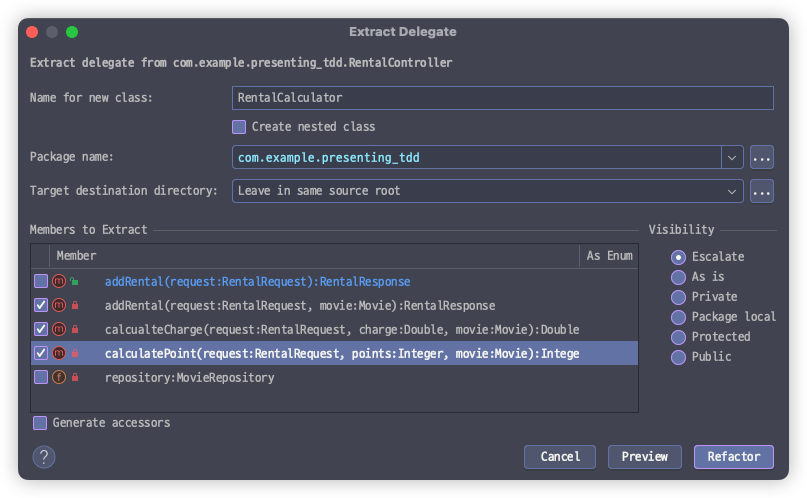 Extract Delegate
Extract delegate from com.example.presenting_tdd.RentalController
Name for new class: RentalCalculator
Create nested class
Package name: com.example.presenting_tdd ...
Target destination directory: Leave in same source root ...
Members to Extract Visibility
Member As Enum
addRental(request:RentalRequest):RentalResponse
addRental(request:RentalRequest, movie:Movie):RentalResponse
calcualteCharge(request:RentalRequest, charge:Double, movie:Movie):Double
calculatePoint(request:RentalRequest, points:Integer, movie:Movie):Intege
repository:MovieRepository
Escalate
As is
Private
Package local
Protected
Public
Generate accessors
? Cancel Preview Refactor